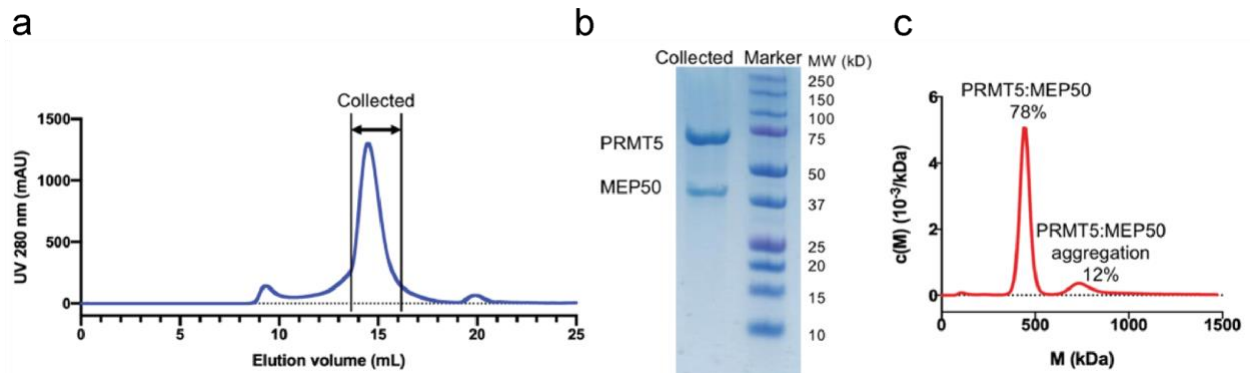 a
Collected
1500
1000
500
0
UV 280 nm (mAU)
0
5
10
15
20
25
Elution volume (mL)
b
Collected Marker MW (kD)
250
150
100
75
50
37
25
20
15
10
PRMT5
MEP50
c
PRMT5:MEP50
78%
PRMT5:MEP50
aggregation
12%
6
4
2
0
c(M) (10⁻³/kDa)
0
500
1000
1500
M (kDa)